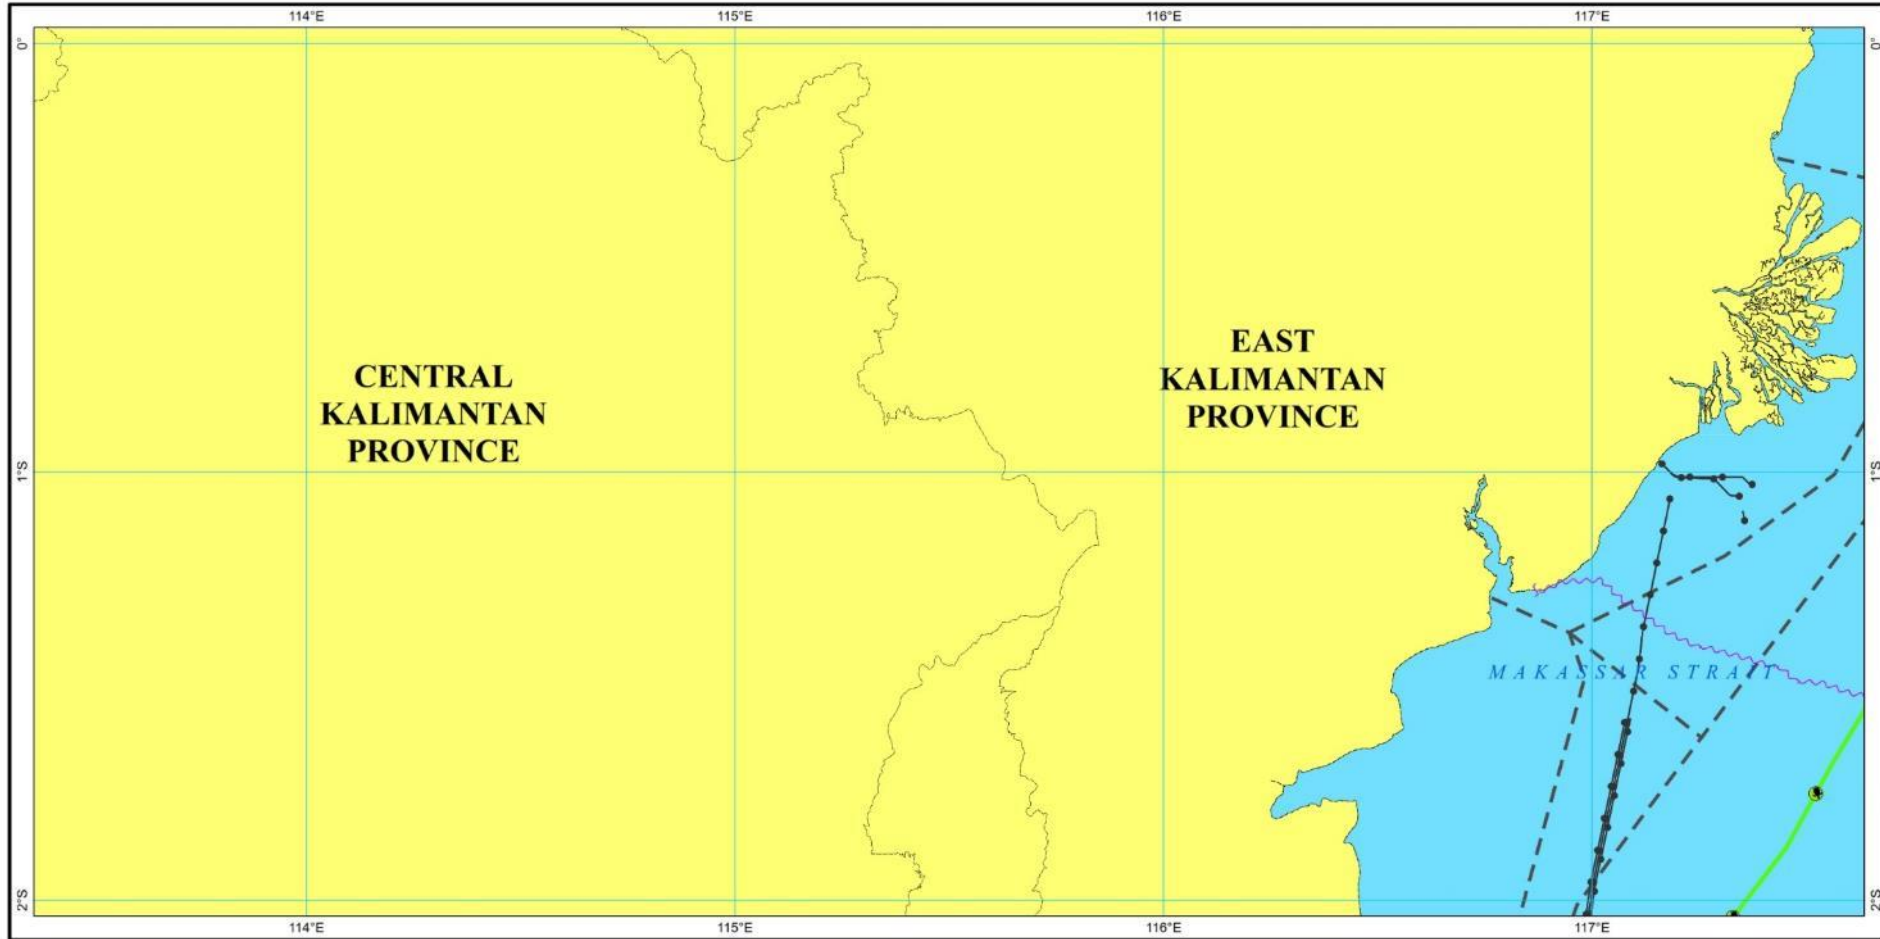 114°E
115°E
116°E
117°E
0°
0°
EAST
KALIMANTAN
PROVINCE
CENTRAL
KALIMANTAN
PROVINCE
1°S
1°S
MAKASSAR STRAIT
2°S
2°S
114°E
115°E
116°E
117°E